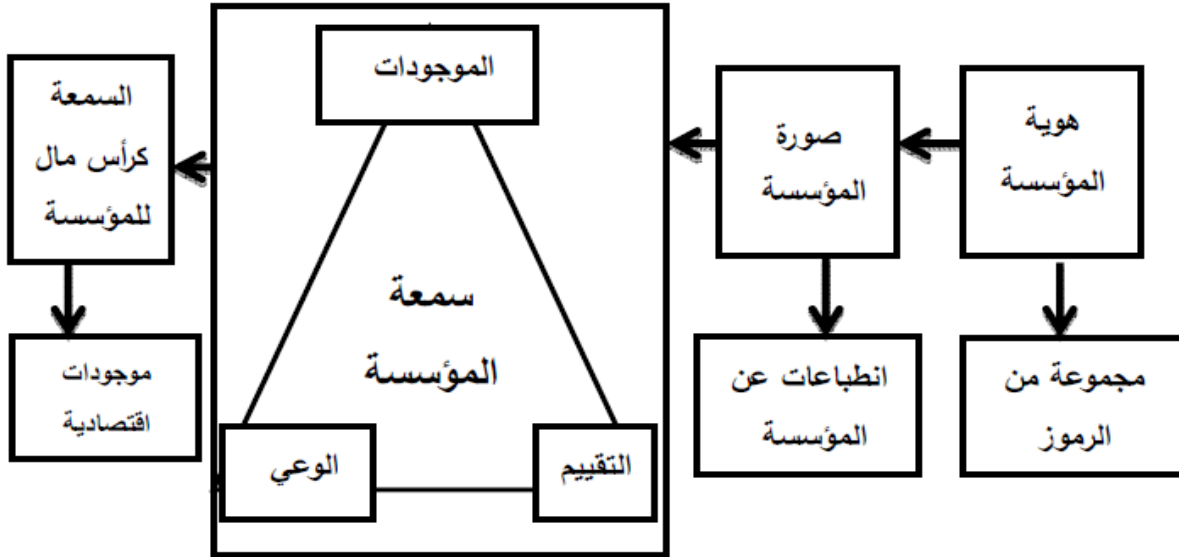 هوية
المؤسسة
مجموعة من
الرموز
صورة
المؤسسة
انطباعات عن
المؤسسة
الموجودات
سمعة
المؤسسة
التقييم
الوعي
السمعة
كرأس مال
للمؤسسة
موجودات
اقتصادية